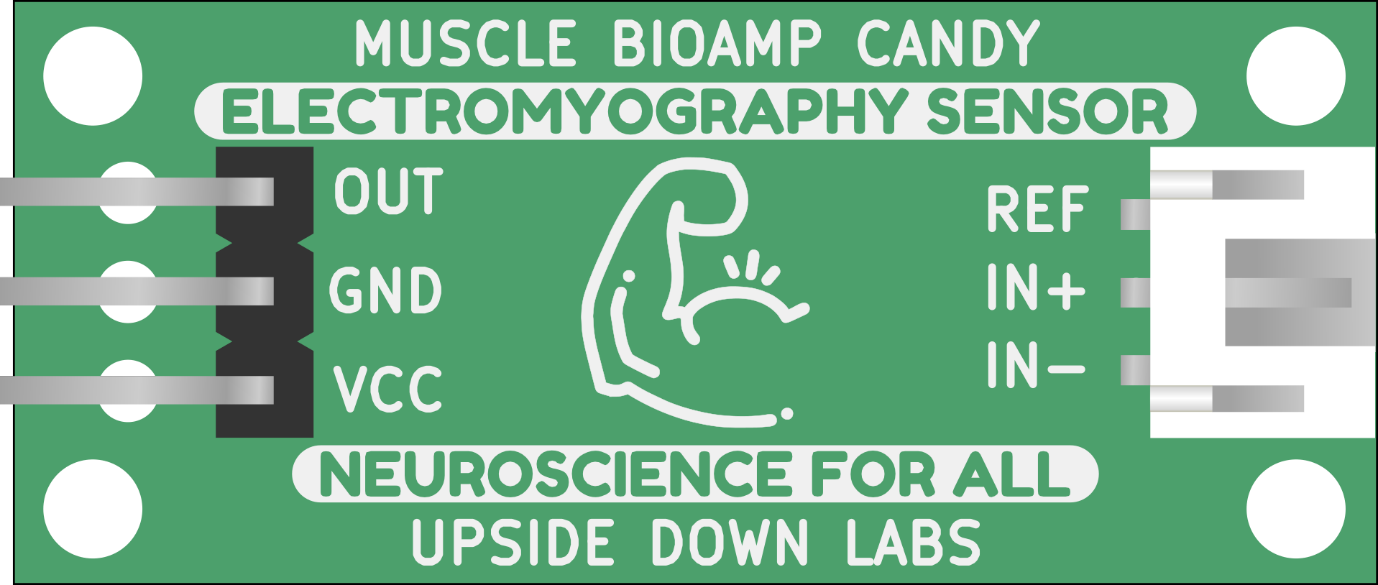 MUSCLE BIOAMP CANDY
ELECTROMYOGRAPHY SENSOR
OUT
GND
VCC
REF
IN+
IN-
NEUROSCIENCE FOR ALL
UPSIDE DOWN LABS